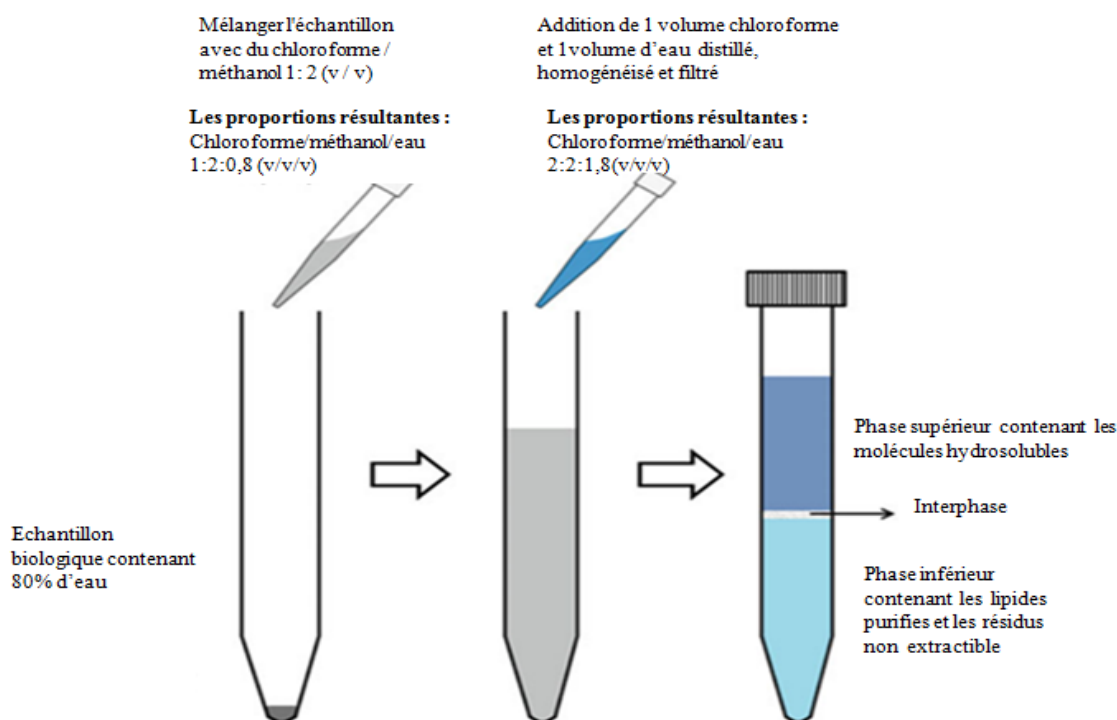 Mélanger l'échantillon
avec du chloroforme /
méthanol 1: 2 (v / v)
Les proportions résultantes :
Chloroforme/méthanol/eau
1:2:0,8 (v/v/v)
Addition de 1 volume chloroforme
et 1volume d'eau distillé,
homogénéisé et filtré
Les proportions résultantes :
Chloroforme/méthanol/eau
2:2:1,8(v/v/v)
Echantillon
biologique contenant
80% d'eau
Phase supérieur contenant les
molécules hydrosolubles
Interphase
Phase inférieur
contenant les lipides
purifies et les résidus
non extractible